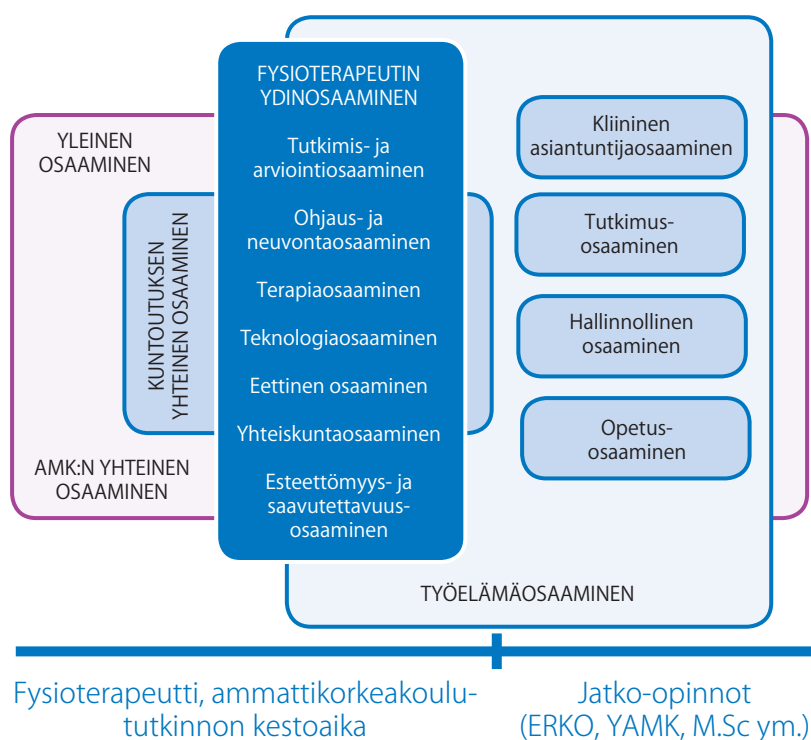 YLEINEN
OSAAMINEN
KUNTOUTUKSEN
YHTEINEN OSAAMINEN
AMK:N YHTEINEN
OSAAMINEN
FYSIOTERAPEUTIN
YDINOSAAMINEN
Tutkimis- ja
arviointiosaaminen
Ohjaus- ja
neuvontaosaaminen
Terapiaosaaminen
Teknologiaosaaminen
Eettinen osaaminen
Yhteiskuntaosaaminen
Esteettömyys- ja
saavutettavuus-
osaaminen
Kliininen
asiantuntijaosaaminen
Tutkimus-
osaaminen
Hallinnollinen
osaaminen
Opetus-
osaaminen
TYÖELÄMÄOSAAMINEN
Fysioterapeutti, ammattikorkeakoulu-
tutkinnon kestoaika
Jatko-opinnot
(ERKO, YAMK, M.Sc ym.)